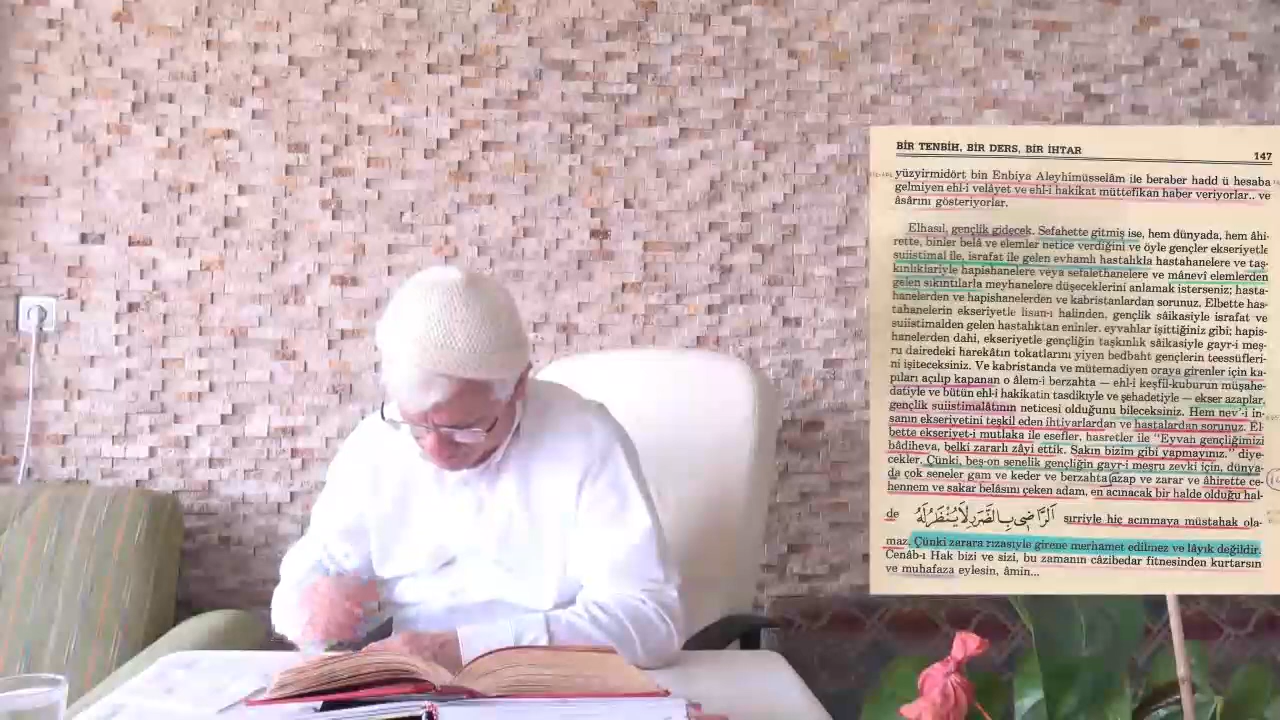 BİR TENBİH, BİR DERS, BİR İHTAR 147
yüzyirmidört bin Enbiya Aleyhimüsselâm ile beraber hadd ü hesaba
gelmiyen ehl-i velâyet ve ehl-i hakikat müttefikan haber veriyorlar.. ve
âsârını gösteriyorlar.
Elhasıl, gençlik gidecek. Sefahette gitmiş ise, hem dünyada, hem âhi-
rette, binler belâ ve elemler netice verdiğini ve öyle gençler ekseriyetle
suiistimal ile, israfat ile gelen evhamlı hastalıkla hastahanelere ve taş-
kınlıklariyle hapishanelere veya sefalethanelere ve mânevi elemlerden
gelen sıkıntılarla meyhanelere düşeceklerini anlamak isterseniz; hasta-
hanelerden ve hapishanelerden ve kabristanlardan sorunuz. Elbette has-
tahanelerin ekseriyetle lisan-ı halinden, gençlik sâikasiyle israfat ve
suiistimalden gelen hastalıktan eninler, eyvahlar işittiğiniz gibi; hapis-
hanelerden dahi, ekseriyetle gençliğin taşkınlık sâikasiyle gayr-i meş-
ru dairedeki harekâtın tokatlarını yiyen bedbaht gençlerin teessüfleri-
ni işiteceksiniz. Ve kabristanda ve mütemadiyen oraya girenler için ka-
pıları açılıp kapanan o âlem-i berzahta — ehl-i keşfil-kuburun müşahe-
datiyle ve bütün ehl-i hakikatin tasdikıyle ve şehadetiyle — ekser azaplar,
gençlik suiistimalâtının neticesi olduğunu bileceksiniz. Hem nev'-i in-
sanın ekseriyetini teşkil eden ihtiyarlardan ve hastalardan sorunuz. El-
bette ekseriyet-i mutlaka ile esefler, hasretler ile "Eyvah gençliğimizi
bâdiheva, belki zararlı zâyi ettik. Sakın bizim gibi yapmayınız." diye-
cekler. Çünki, beş-on senelik gençliğin gayr-i meşru zevki için, dünya-
da çok seneler gam ve keder ve berzahta azap ve zarar ve âhirette ce-
hennem ve sakar belâsını çeken adam, en acınacak bir halde olduğu hal-
de اَلرَّاضِى بِالضَّرَرِ لاَ يُنْظَرُ لَهُ sırriyle hiç acınmaya müstahak ola-
maz. Çünki zarara rızasıyle girene merhamet edilmez ve lâyık değildir.
Cenâb-ı Hak bizi ve sizi, bu zamanın câzibedar fitnesinden kurtarsın
ve muhafaza eylesin, âmin...